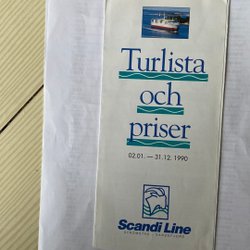 Turlista
och
priser
02.01. — 31.12. 1990
Scandi Line